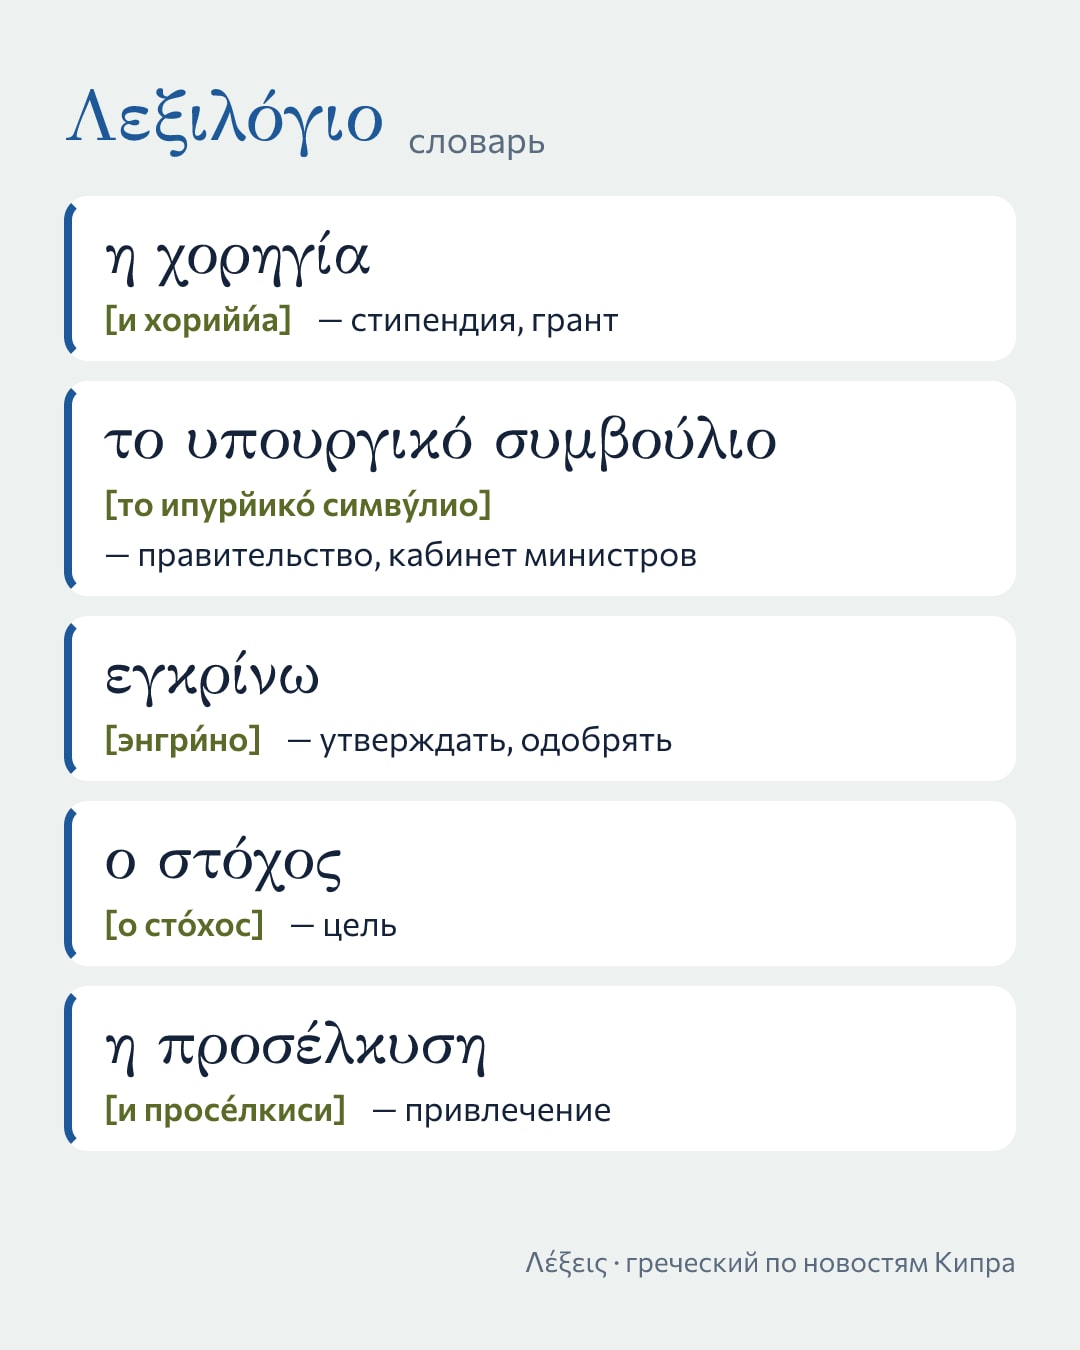 Λεξιλόγιο словарь
η χορηγία
[и хорийи́а] — стипендия, грант
το υπουργικό συμβούλιο
[то ипурйико́ симву́лио]
— правительство, кабинет министров
εγκρίνω
[энгри́но] — утверждать, одобрять
ο στόχος
[о сто́хос] — цель
η προσέλκυση
[и просе́лкиси] — привлечение
Λέξεις · греческий по новостям Кипра